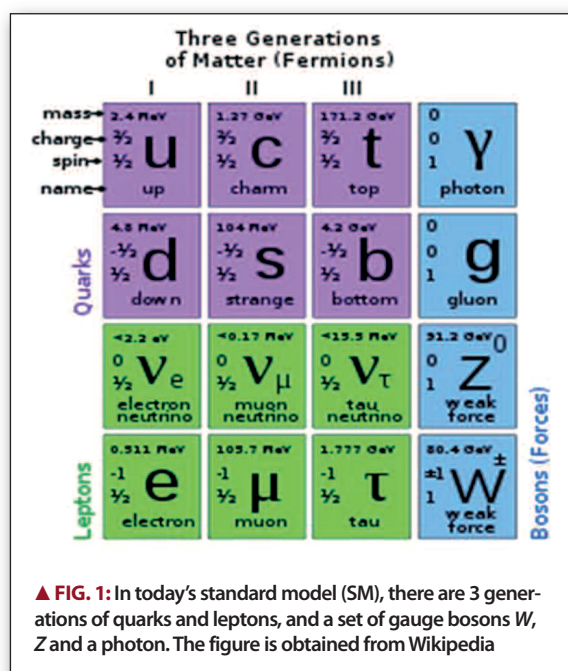 Three Generations
of Matter (Fermions)
I II III
mass
charge
spin
name
2.4 MeV
⅔
½
u
up
1.27 GeV
⅔
½
c
charm
171.2 GeV
⅔
½
t
top
0
0
1
γ
photon
Quarks
4.8 MeV
-⅓
½
d
down
104 MeV
-⅓
½
s
strange
4.2 GeV
-⅓
½
b
bottom
0
0
1
g
gluon
<2.2 eV
0
½
νe
electron
neutrino
<0.17 MeV
0
½
νμ
muon
neutrino
<15.5 MeV
0
½
ντ
tau
neutrino
91.2 GeV
0
1
Z0
weak
force
Leptons
0.511 MeV
-1
½
e
electron
105.7 MeV
-1
½
μ
muon
1.777 GeV
-1
½
τ
tau
80.4 GeV
±1
1
W±
weak
force
Bosons (Forces)
▲ FIG. 1: In today's standard model (SM), there are 3 gener-
ations of quarks and leptons, and a set of gauge bosons W,
Z and a photon. The figure is obtained from Wikipedia